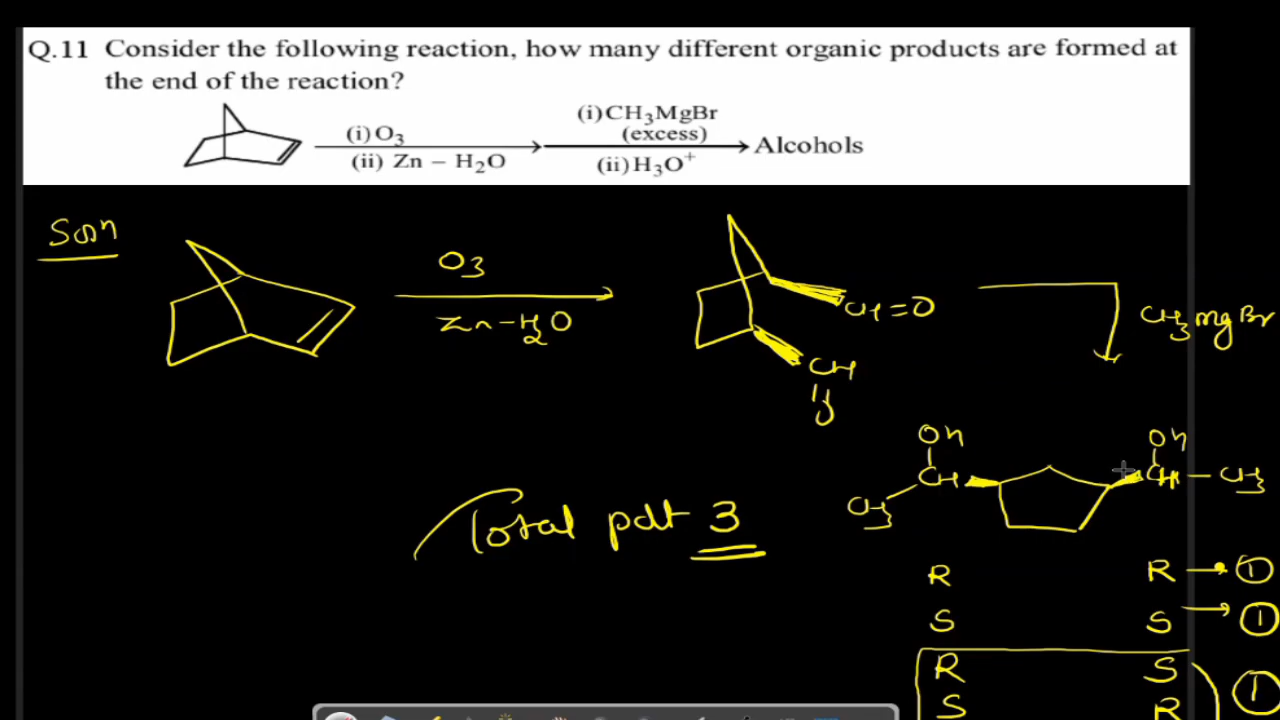 Q.11 Consider the following reaction, how many different organic products are formed at
the end of the reaction?
(i)O₃
(ii) Zn – H₂O
(i)CH₃MgBr
(excess)
(ii)H₃O⁺
Alcohols
Soln
O₃
Zn-H₂O
CH=O
CH
CH₃MgBr
OH
OH
CH
CH - CH₃
CH₃
Total pdt 3
R R → ①
S S → ①
R S
S R
①